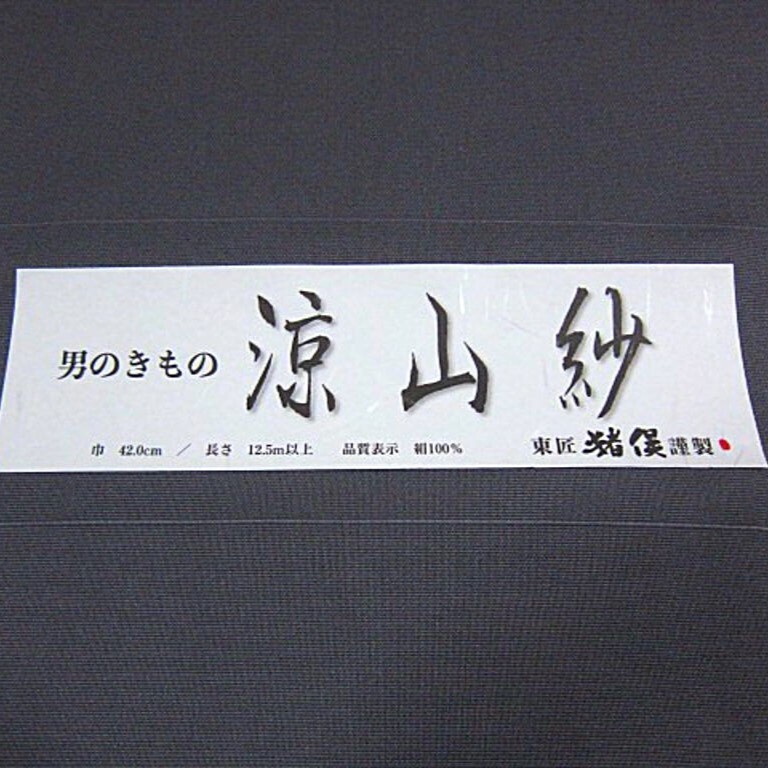 男のきもの 涼山紗
巾 42.0cm ／ 長さ 12.5m以上 品質表示 絹100% 東匠 猪俣 謹製